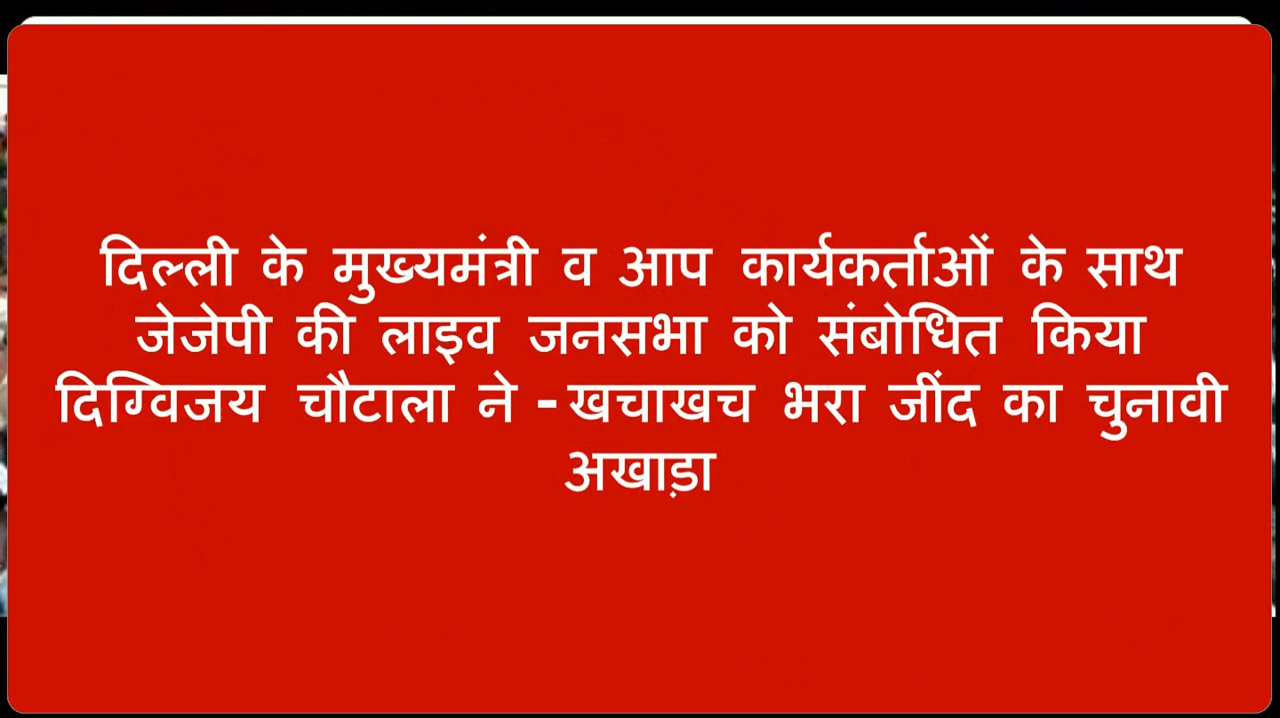 दिल्ली के मुख्यमंत्री व आप कार्यकर्ताओं के साथ
जेजेपी की लाइव जनसभा को संबोधित किया
दिग्विजय चौटाला ने - खचाखच भरा जींद का चुनावी
अखाड़ा